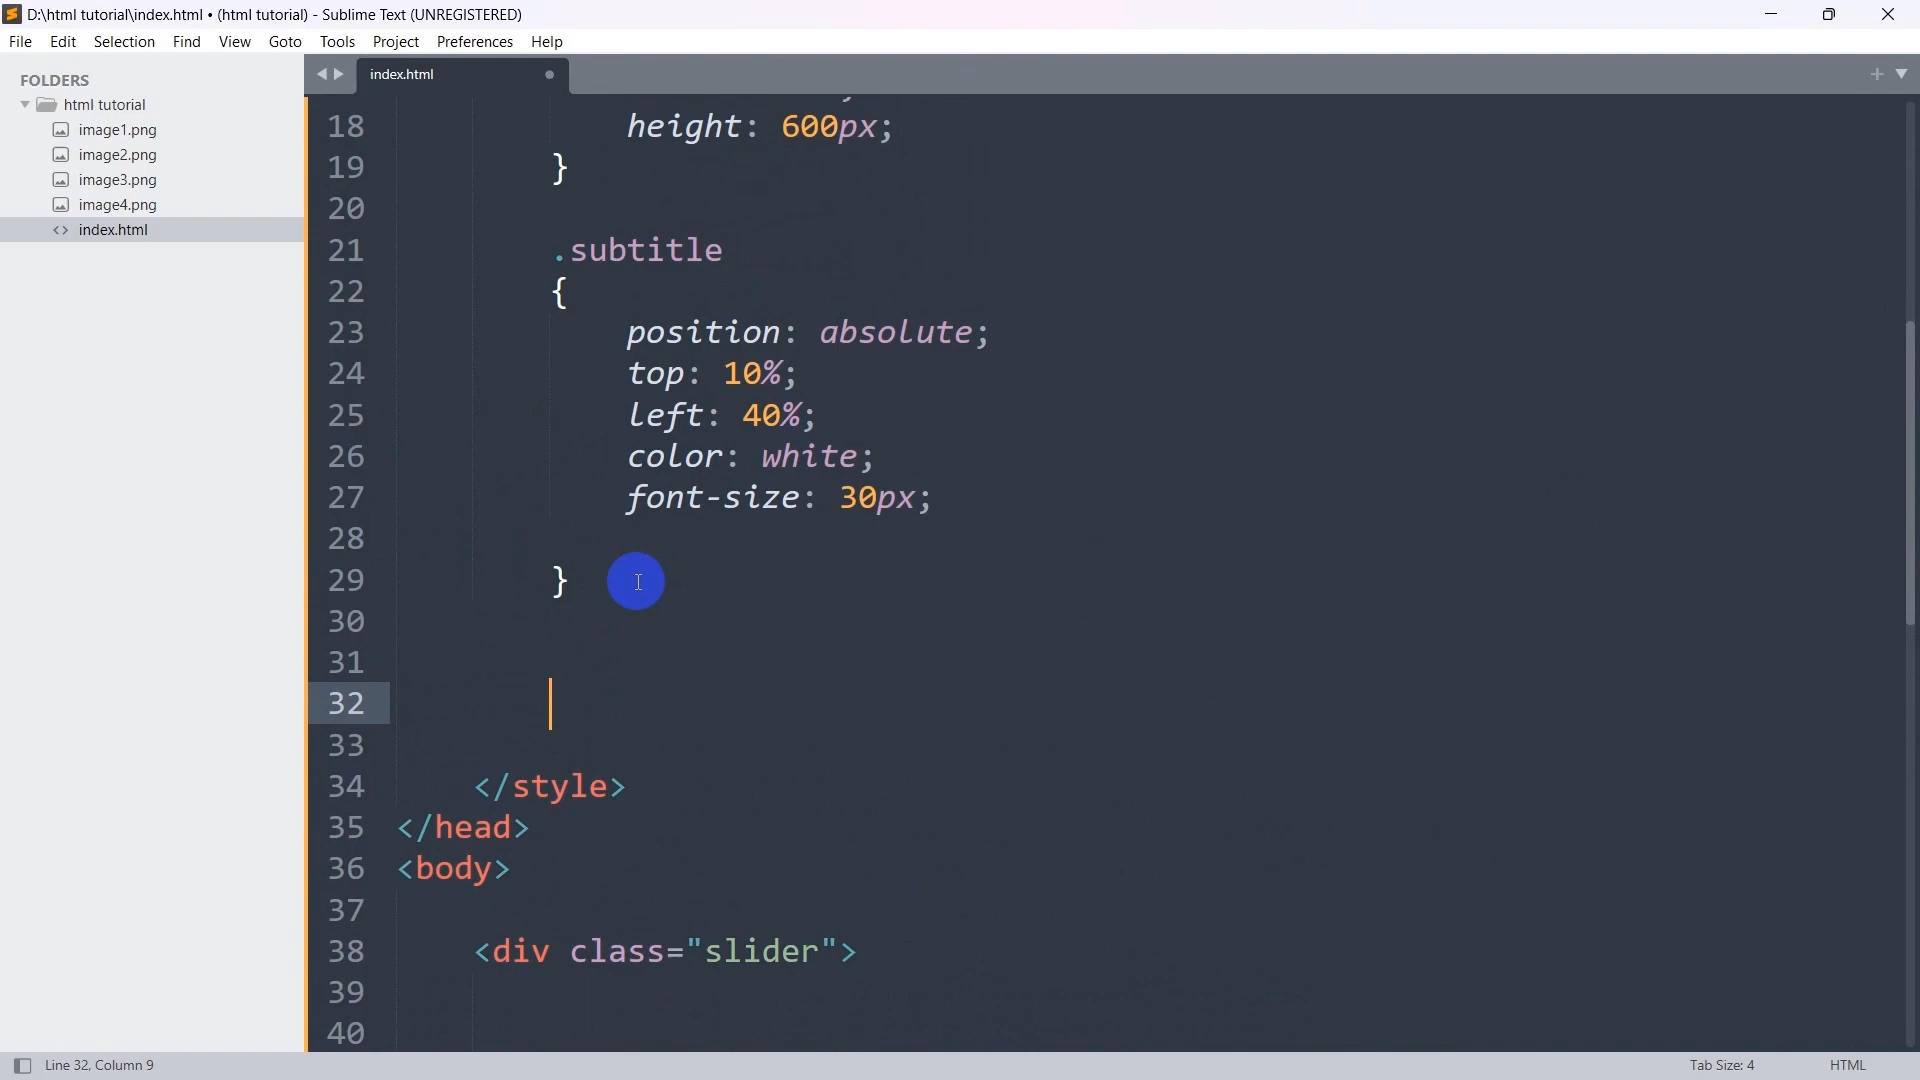 D:\html tutorial\index.html • (html tutorial) - Sublime Text (UNREGISTERED)
File Edit Selection Find View Goto Tools Project Preferences Help
FOLDERS
html tutorial
image1.png
image2.png
image3.png
image4.png
index.html
index.html
18 height: 600px;
19 }
20
21 .subtitle
22 {
23 position: absolute;
24 top: 10%;
25 left: 40%;
26 color: white;
27 font-size: 30px;
28
29 }
30
31
32
33
34 </style>
35 </head>
36 <body>
37
38 <div class="slider">
39
40
Line 32, Column 9 Tab Size: 4 HTML